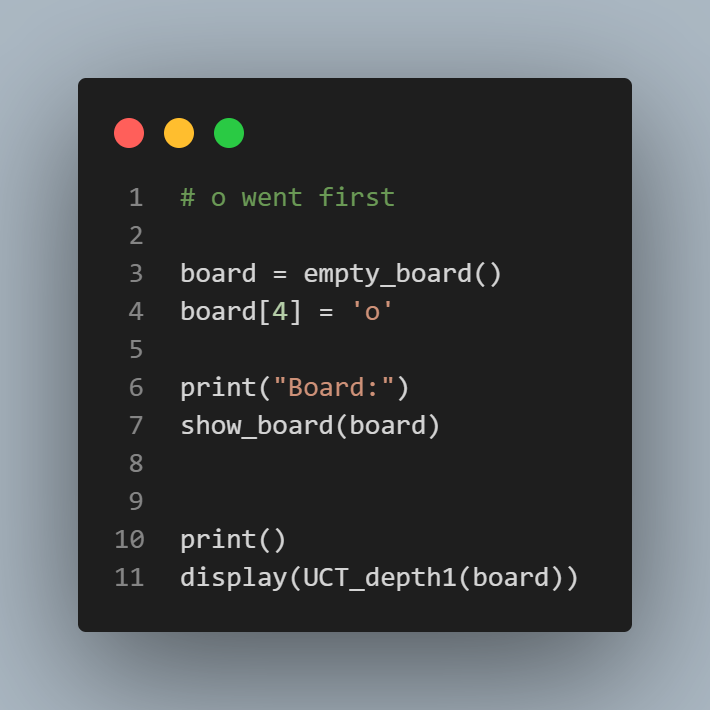 1 # o went first
2
3 board = empty_board()
4 board[4] = 'o'
5
6 print("Board:")
7 show_board(board)
8
9
10 print()
11 display(UCT_depth1(board))